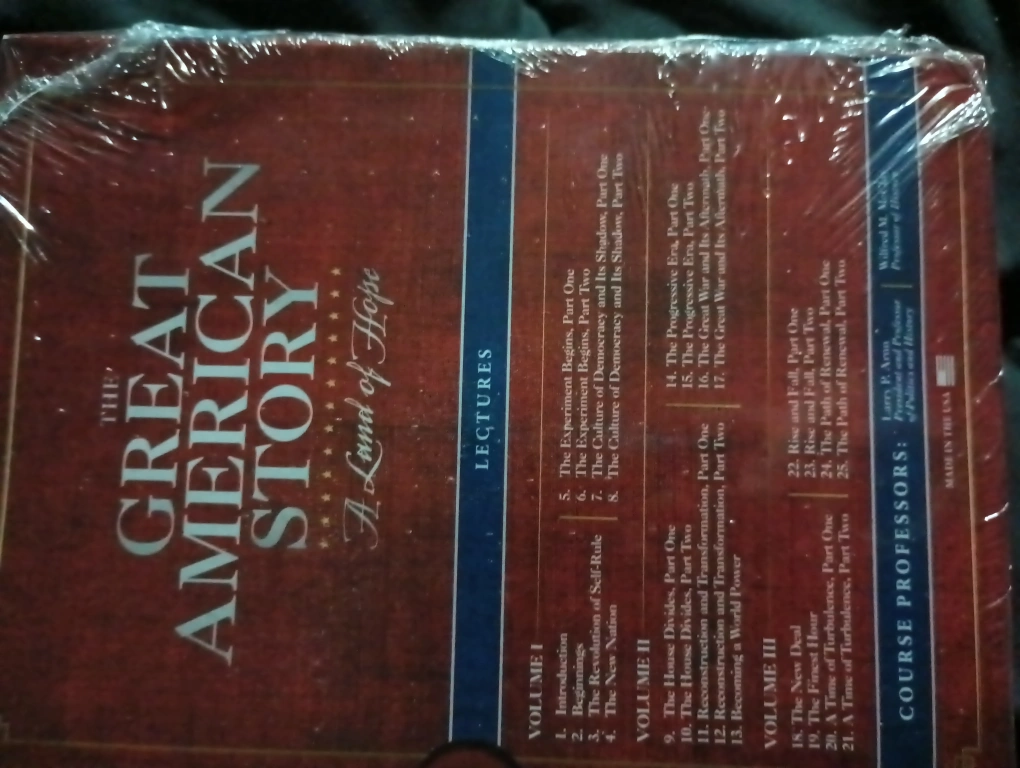 THE
GREAT
AMERICAN
STORY
A Land of Hope
LECTURES
VOLUME I
1. Introduction
2. Beginnings
3. The Revolution of Self-Rule
4. The New Nation
5. The Experiment Begins, Part One
6. The Experiment Begins, Part Two
7. The Culture of Democracy and Its Shadow, Part One
8. The Culture of Democracy and Its Shadow, Part Two
VOLUME II
9. The House Divides, Part One
10. The House Divides, Part Two
11. Reconstruction and Transformation, Part One
12. Reconstruction and Transformation, Part Two
13. Becoming a World Power
14. The Progressive Era, Part One
15. The Progressive Era, Part Two
16. The Great War and Its Aftermath, Part One
17. The Great War and Its Aftermath, Part Two
VOLUME III
18. The New Deal
19. The Finest Hour
20. A Time of Turbulence, Part One
21. A Time of Turbulence, Part Two
22. Rise and Fall, Part One
23. Rise and Fall, Part Two
24. The Path of Renewal, Part One
25. The Path of Renewal, Part Two
COURSE PROFESSORS:
Larry P. Arnn
President and Professor
of Politics and History
Wilfred M.
Professor of History
MADE IN THE USA